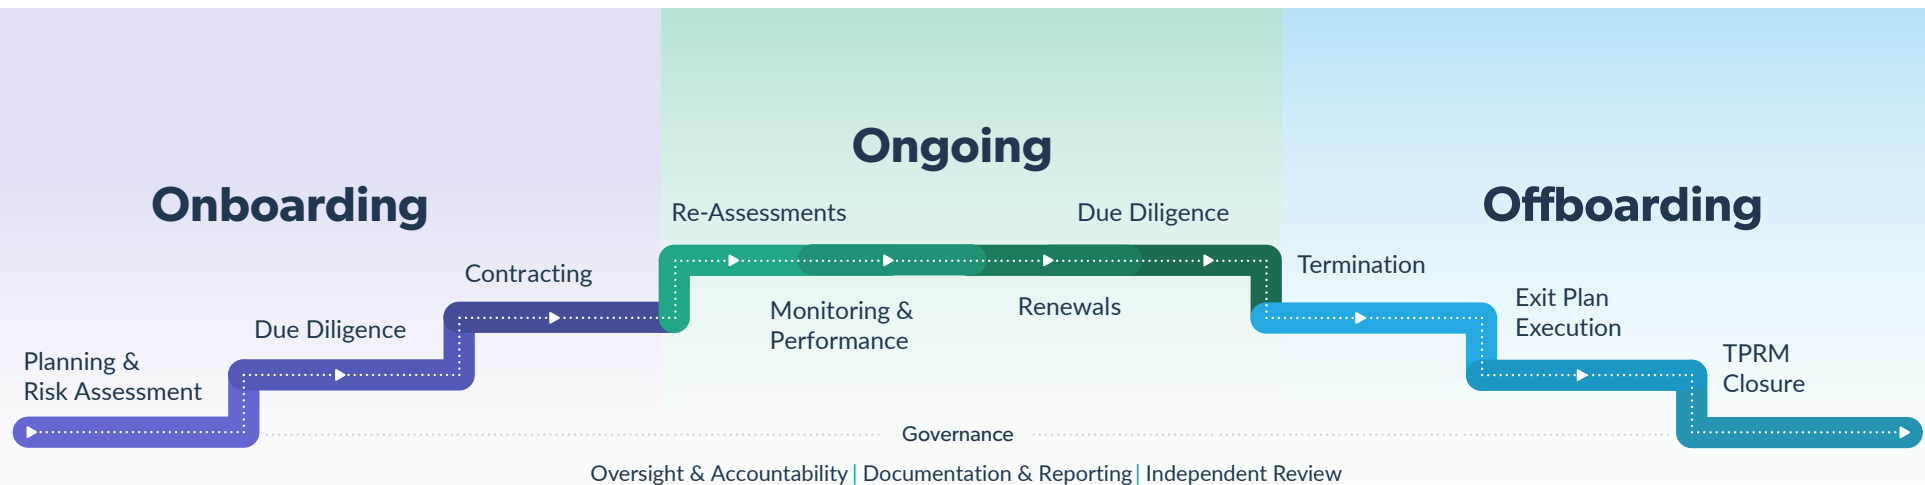 Onboarding
Planning &
Risk Assessment
Due Diligence
Contracting
Ongoing
Re-Assessments
Monitoring &
Performance
Renewals
Due Diligence
Offboarding
Termination
Exit Plan
Execution
TPRM
Closure
Governance
Oversight & Accountability | Documentation & Reporting | Independent Review